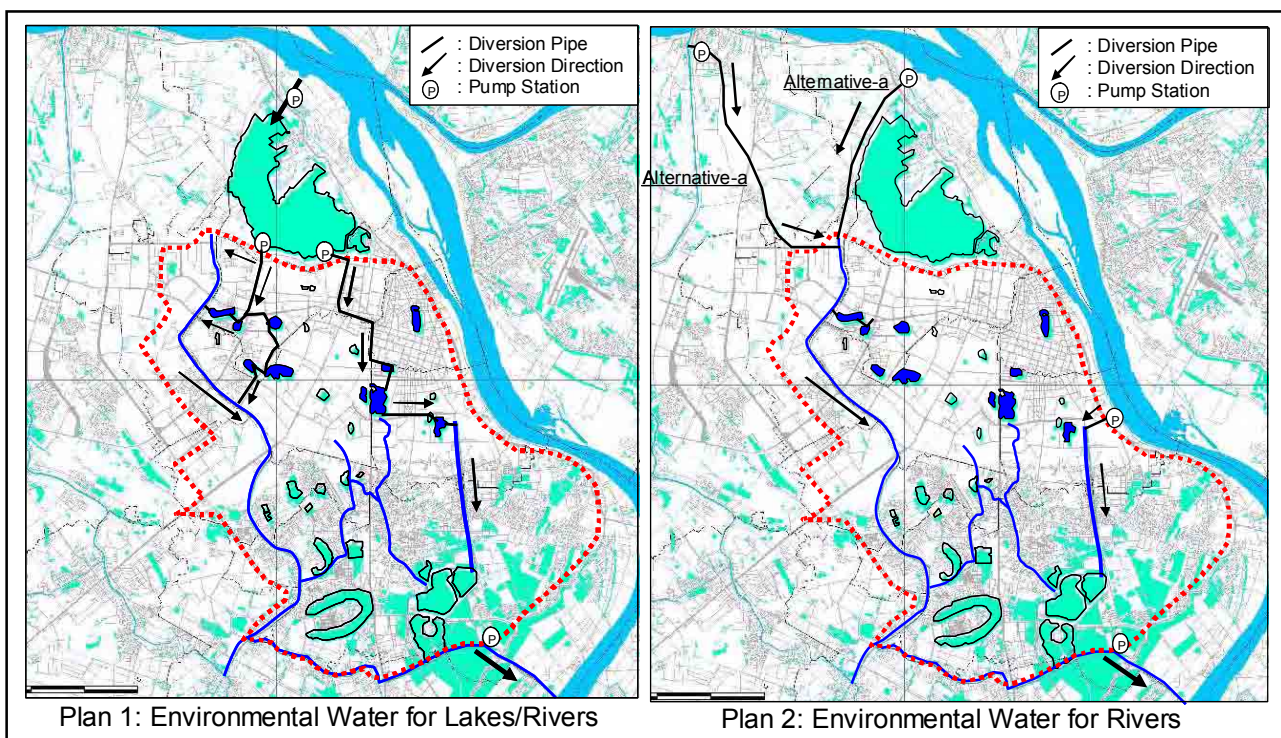 : Diversion Pipe
: Diversion Direction
P : Pump Station
P
P
P
P
Plan 1: Environmental Water for Lakes/Rivers
: Diversion Pipe
: Diversion Direction
P : Pump Station
P
Alternative-a
P
Alternative-a
P
P
Plan 2: Environmental Water for Rivers